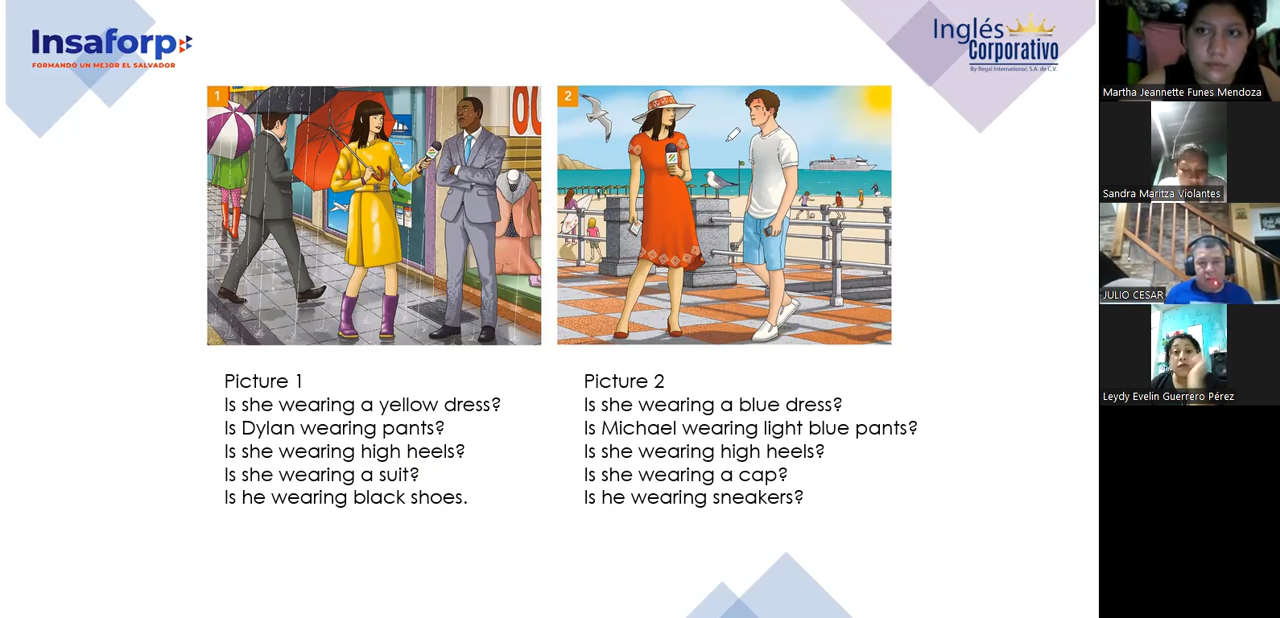 Insaforp
FORMANDO UN MEJOR EL SALVADOR
Inglés
Corporativo
By Regal International, S.A. de C.V.
1
2
Picture 1
Is she wearing a yellow dress?
Is Dylan wearing pants?
Is she wearing high heels?
Is she wearing a suit?
Is he wearing black shoes.
Picture 2
Is she wearing a blue dress?
Is Michael wearing light blue pants?
Is she wearing high heels?
Is she wearing a cap?
Is he wearing sneakers?
Martha Jeannette Funes Mendoza
Sandra Maritza Violantes
JULIO CESAR
Leydy Evelin Guerrero Pérez